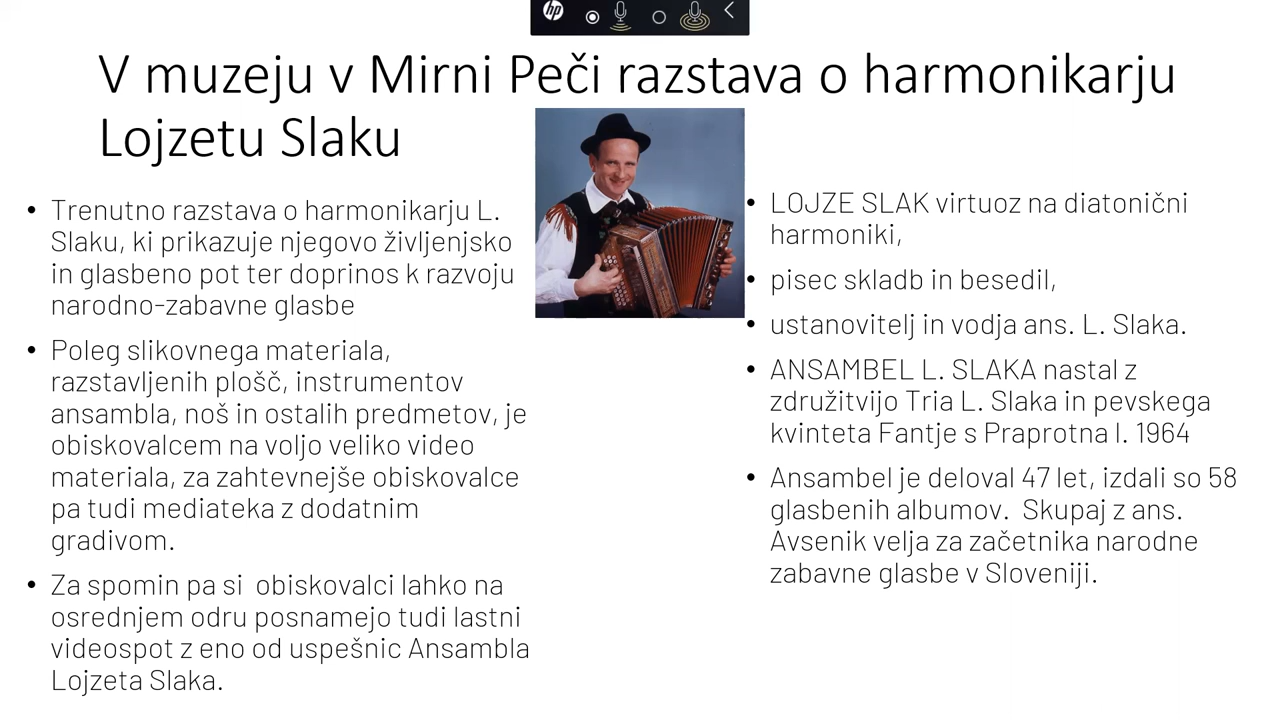 hp
V muzeju v Mirni Peči razstava o harmonikarju
Lojzetu Slaku
• Trenutno razstava o harmonikarju L.
Slaku, ki prikazuje njegovo življenjsko
in glasbeno pot ter doprinos k razvoju
narodno-zabavne glasbe
• Poleg slikovnega materiala,
razstavljenih plošč, instrumentov
ansambla, noš in ostalih predmetov, je
obiskovalcem na voljo veliko video
materiala, za zahtevnejše obiskovalce
pa tudi mediateka z dodatnim
gradivom.
• Za spomin pa si  obiskovalci lahko na
osrednjem odru posnamejo tudi lastni
videospot z eno od uspešnic Ansambla
Lojzeta Slaka.
• LOJZE SLAK virtuoz na diatonični
harmoniki,
• pisec skladb in besedil,
• ustanovitelj in vodja ans. L. Slaka.
• ANSAMBEL L. SLAKA nastal z
združitvijo Tria L. Slaka in pevskega
kvinteta Fantje s Praprotna l. 1964
• Ansambel je deloval 47 let, izdali so 58
glasbenih albumov.  Skupaj z ans.
Avsenik velja za začetnika narodne
zabavne glasbe v Sloveniji.